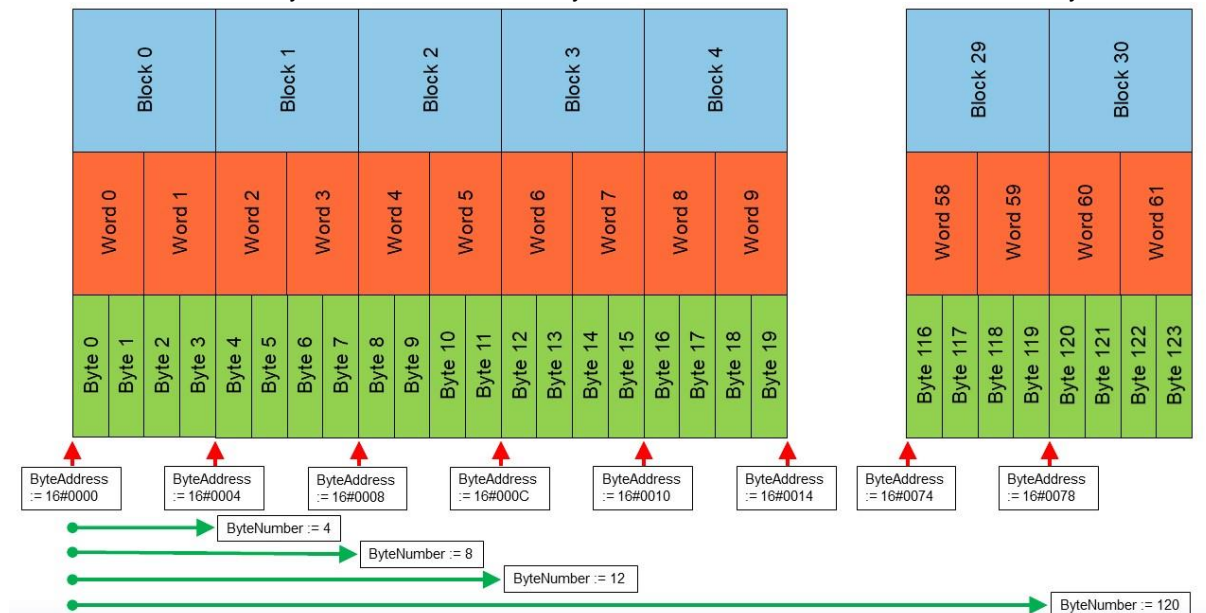 Block 0
Block 1
Block 2
Block 3
Block 4
Block 29
Block 30
Word 0
Word 1
Word 2
Word 3
Word 4
Word 5
Word 6
Word 7
Word 8
Word 9
Word 58
Word 59
Word 60
Word 61
Byte 0
Byte 1
Byte 2
Byte 3
Byte 4
Byte 5
Byte 6
Byte 7
Byte 8
Byte 9
Byte 10
Byte 11
Byte 12
Byte 13
Byte 14
Byte 15
Byte 16
Byte 17
Byte 18
Byte 19
Byte 116
Byte 117
Byte 118
Byte 119
Byte 120
Byte 121
Byte 122
Byte 123
ByteAddress
:= 16#0000
ByteAddress
:= 16#0004
ByteAddress
:= 16#0008
ByteAddress
:= 16#000C
ByteAddress
:= 16#0010
ByteAddress
:= 16#0014
ByteAddress
:= 16#0074
ByteAddress
:= 16#0078
ByteNumber := 4
ByteNumber := 8
ByteNumber := 12
ByteNumber := 120